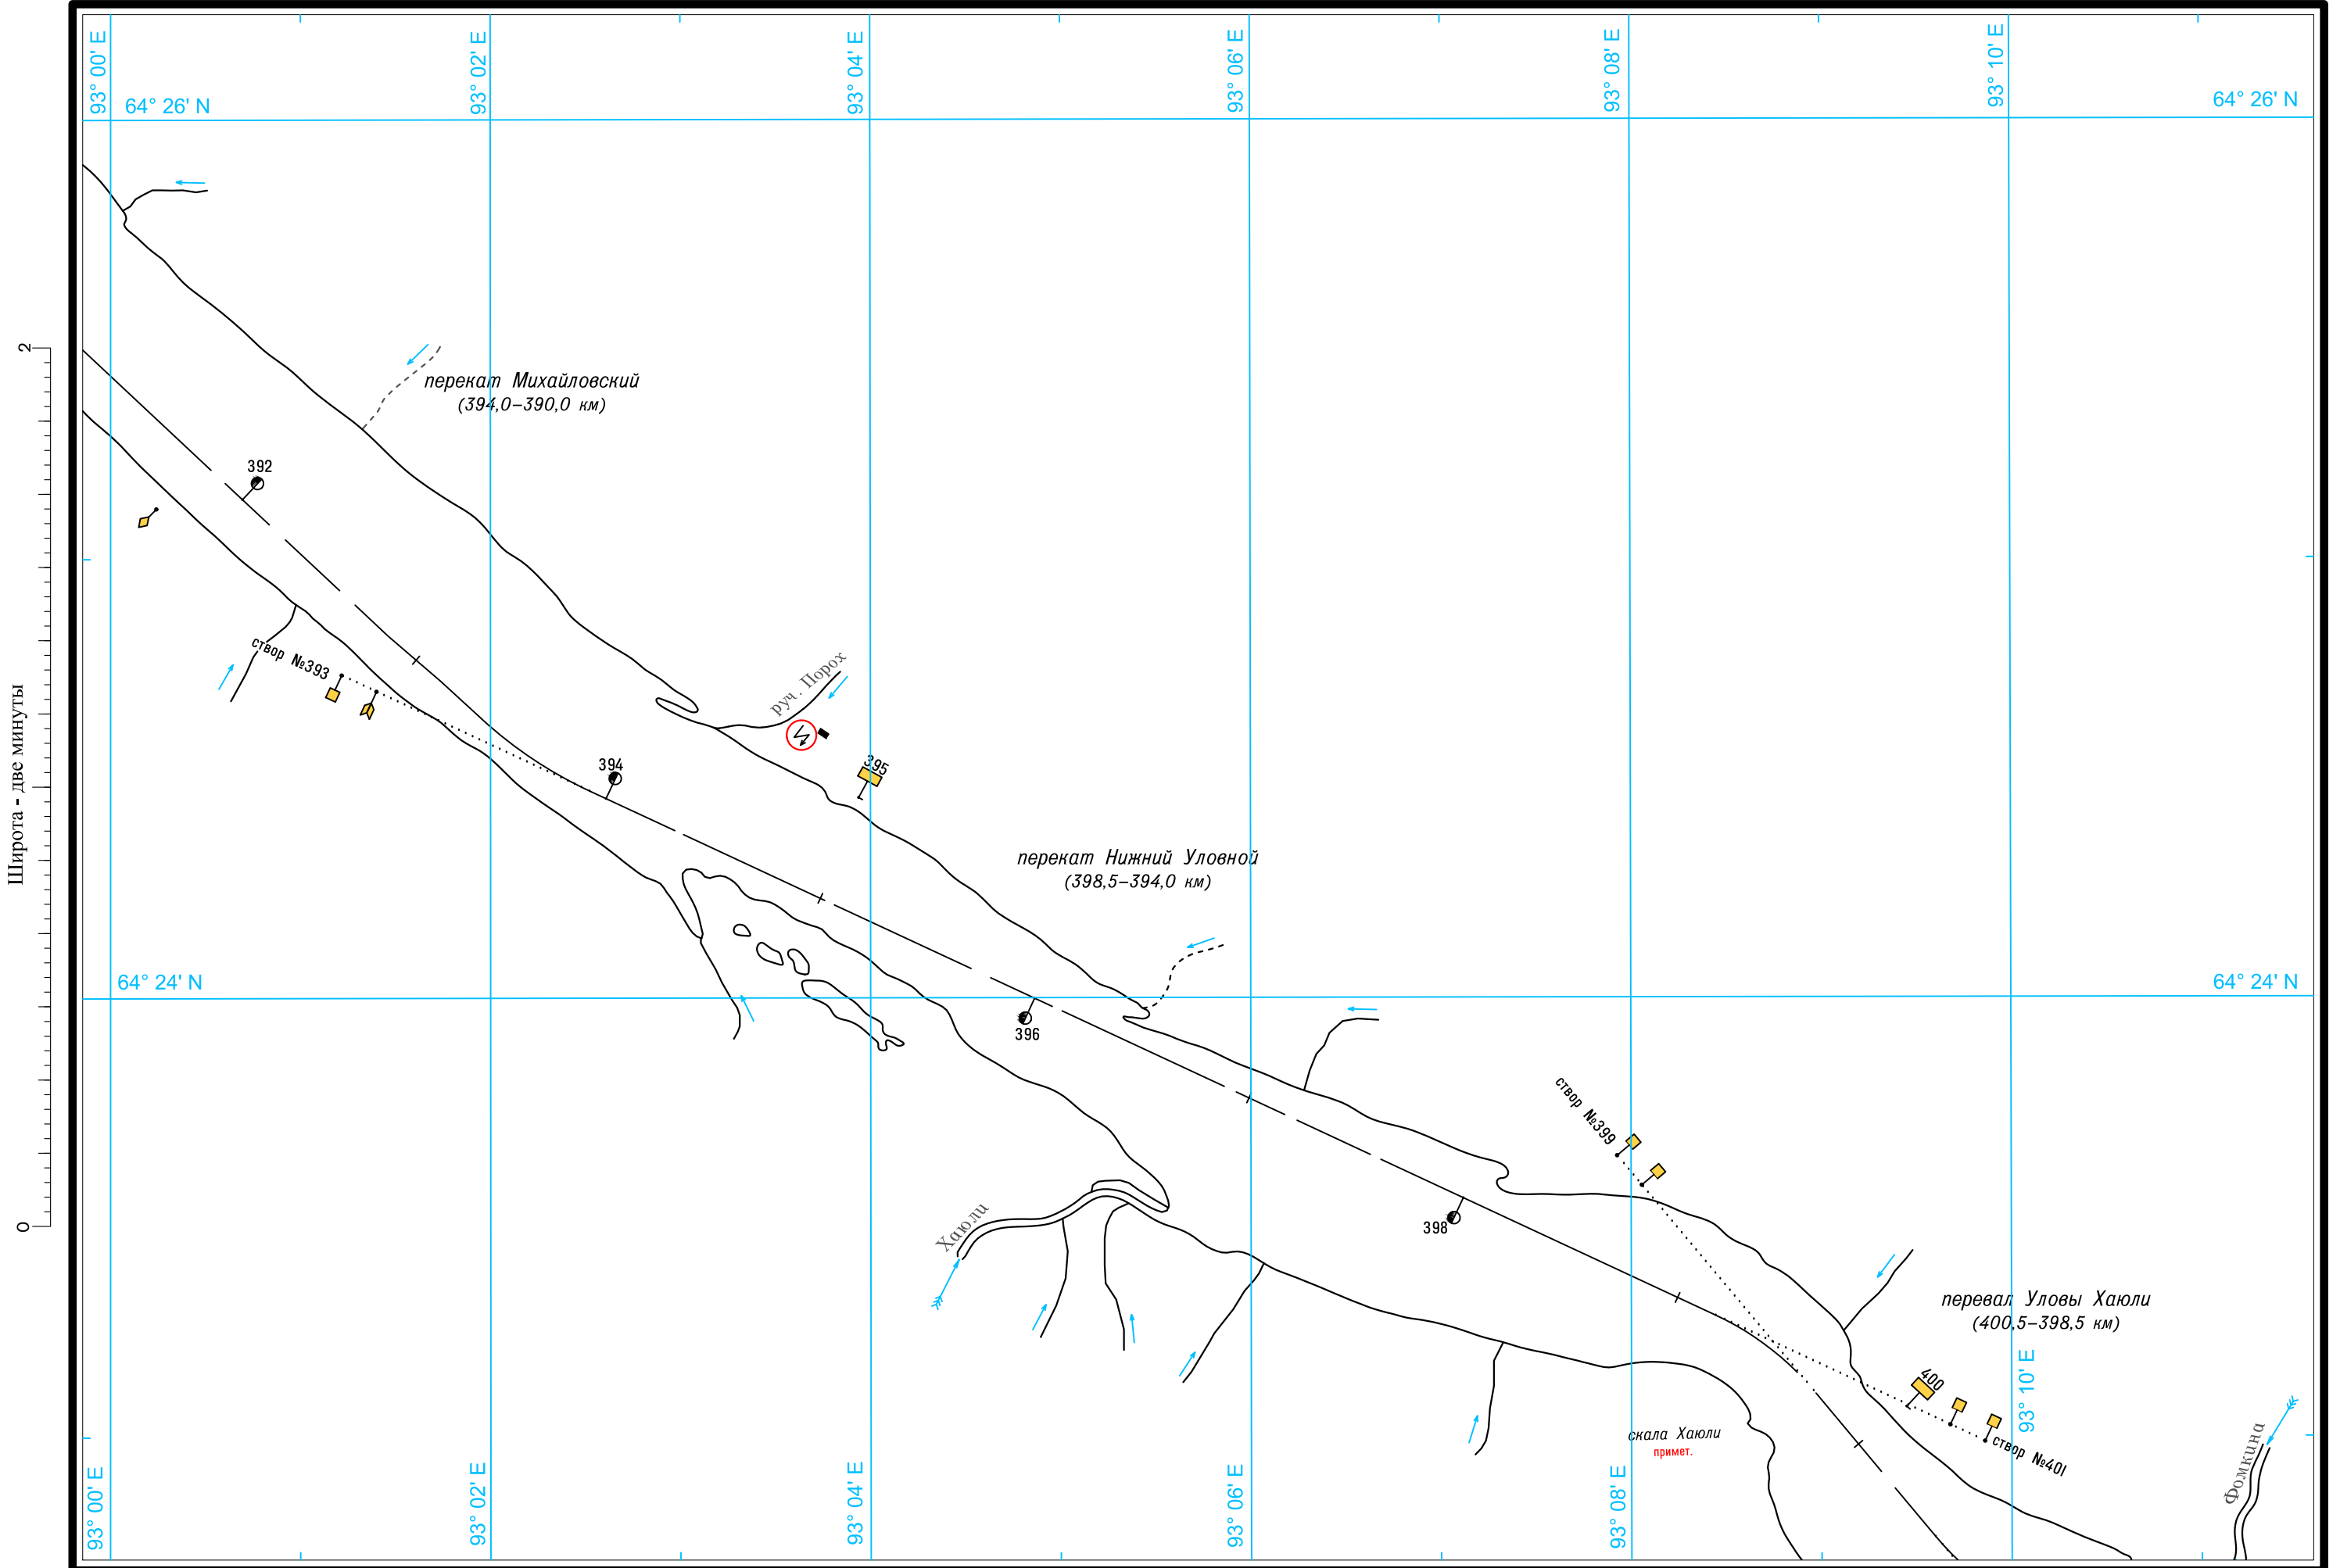 93° 00' E
93° 02' E
93° 04' E
93° 06' E
93° 08' E
93° 10' E
64° 26' N
64° 26' N
2
перекат Михайловский
(394,0–390,0 км)
392
створ №393
руч. Порох
Широта - две минуты
394
395
перекат Нижний Уловной
(398,5–394,0 км)
64° 24' N
64° 24' N
396
створ №399
0
Хаюли
398
перевал Уловы Хаюли
(400,5–398,5 км)
400
93° 10' E
скала Хаюли
примет.
створ №401
Фомкина
93° 00' E
93° 02' E
93° 04' E
93° 06' E
93° 08' E